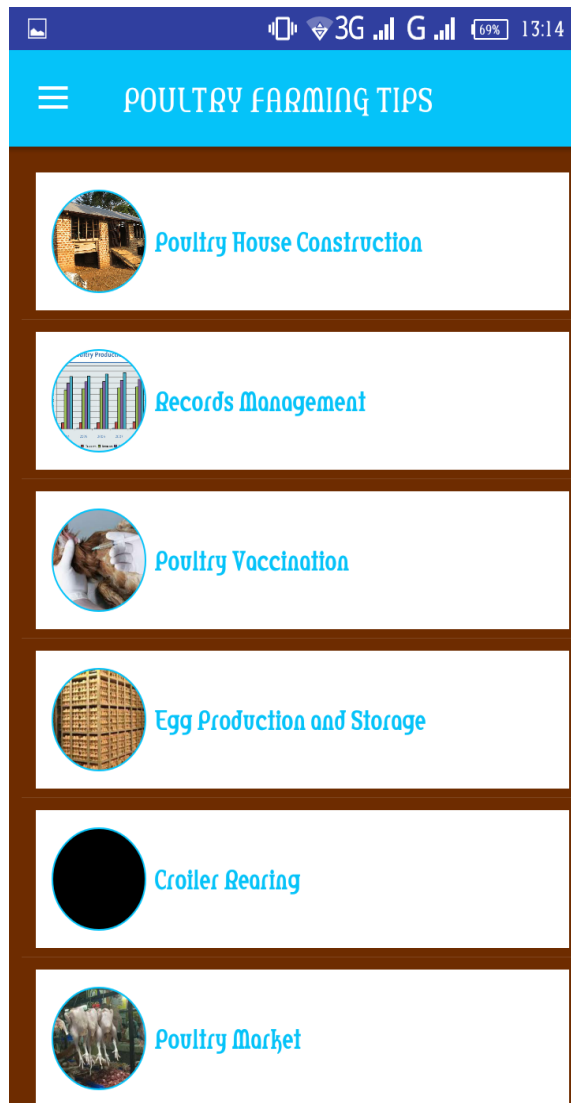 3G G 69% 13:14
POULTRY FARMING TIPS
Poultry House Construction
Records Management
Poultry Vaccination
Egg Production and Storage
Croiler Rearing
Poultry Market